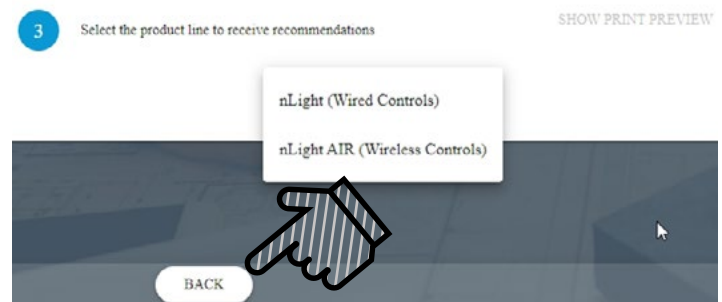 SHOW PRINT PREVIEW
3
Select the product line to receive recommendations
nLight (Wired Controls)
nLight AIR (Wireless Controls)
BACK